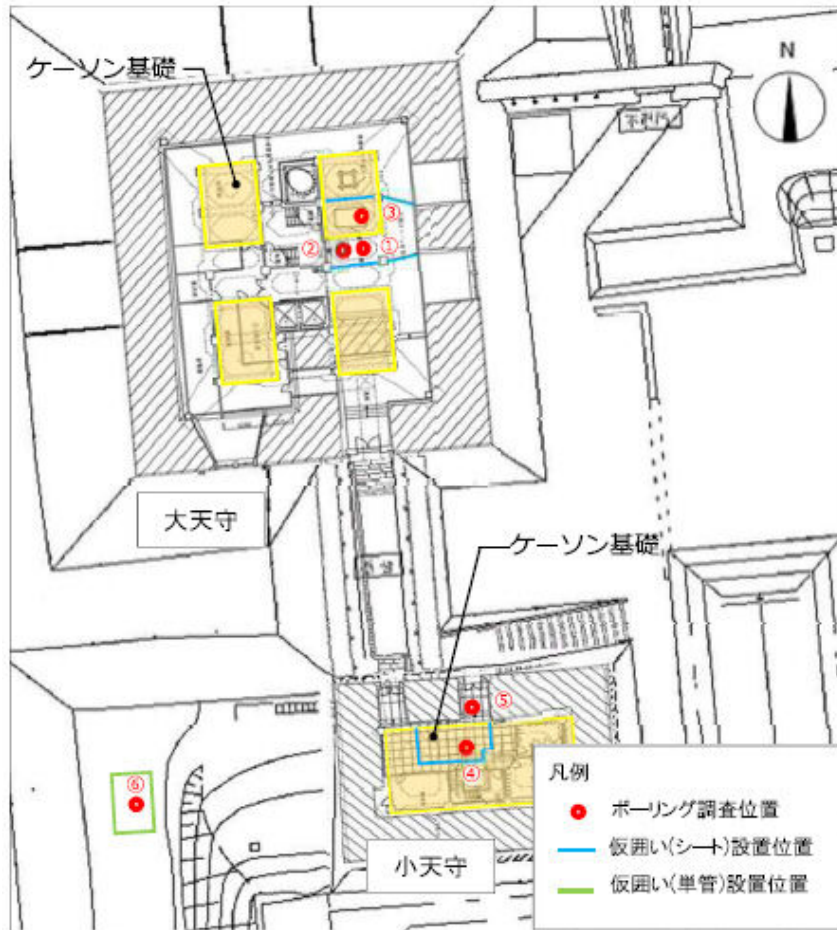 ケーソン基礎
N
③
②
①
大天守
ケーソン基礎
⑤
④
⑥
小天守
凡例
ボーリング調査位置
仮囲い(シート)設置位置
仮囲い(単管)設置位置